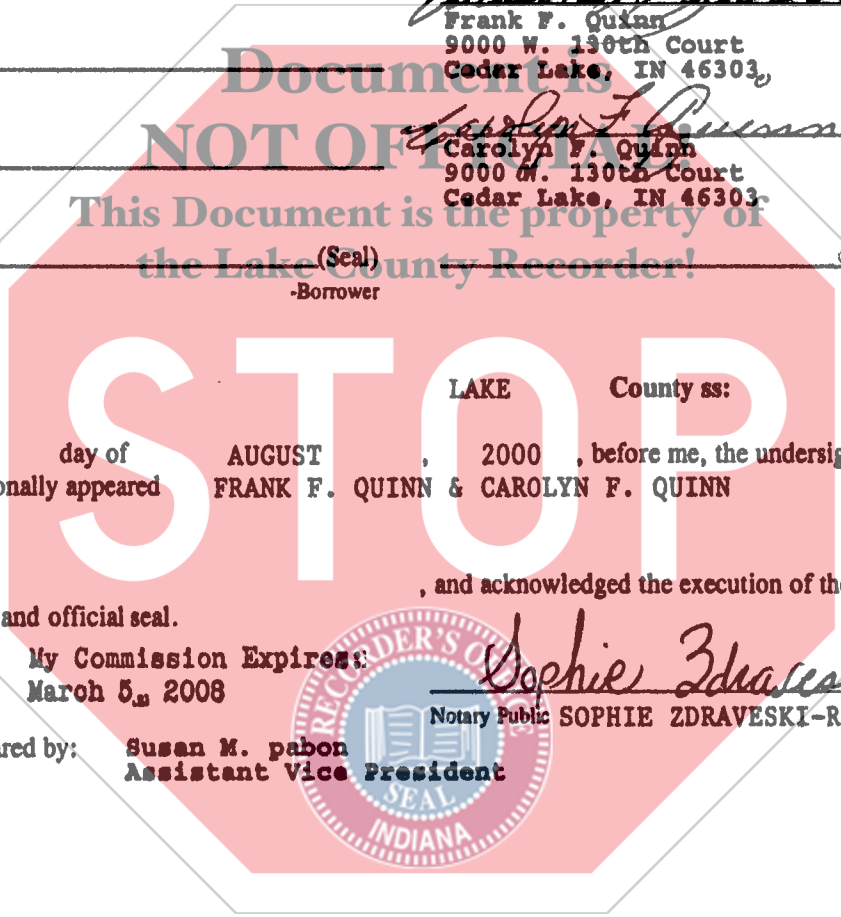 Frank F. Quinn
9000 W. 130th Court
Cedar Lake, IN 46303
Document is
NOT OFFICIAL
Carolyn F. Quinn
Carolyn F. Quinn
9000 W. 130th Court
Cedar Lake, IN 46303
This Document is the property of
the Lake County Recorder!
(Seal)
-Borrower
STOP
LAKE County ss:
day of AUGUST , 2000 , before me, the undersig
onally appeared FRANK F. QUINN & CAROLYN F. QUINN
, and acknowledged the execution of the
and official seal.
My Commission Expires:
March 5, 2008
Sophie Zdraves
Notary Public SOPHIE ZDRAVESKI-R
ared by: Susan M. pabon
Assistant Vice President
RECORDER'S OFFICE
SEAL
INDIANA